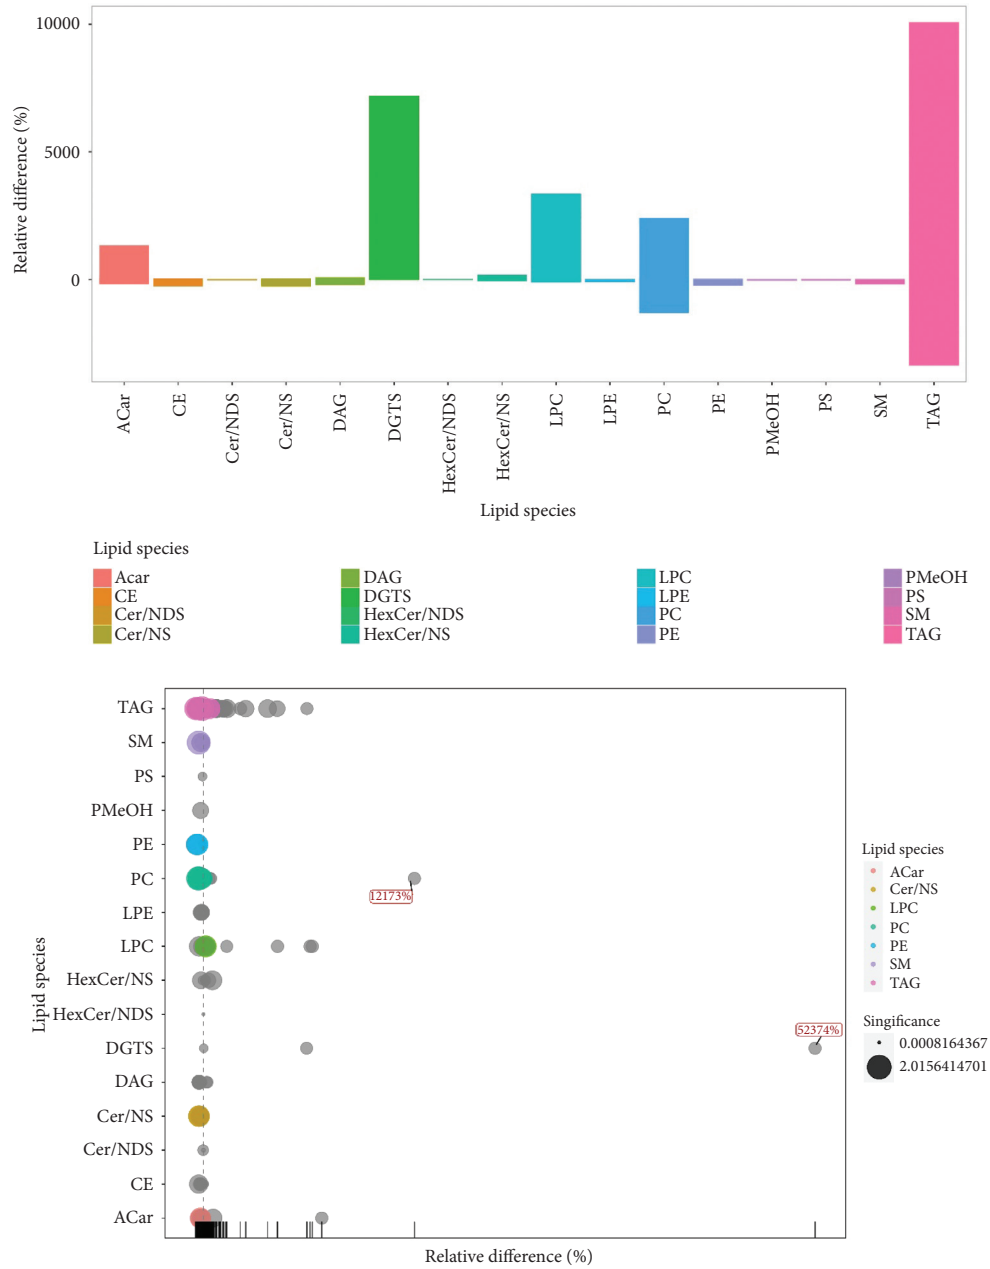 10000
5000
0
Relative difference (%)
ACar
CE
Cer/NDS
Cer/NS
DAG
DGTS
HexCer/NDS
HexCer/NS
LPC
LPE
PC
PE
PMeOH
PS
SM
TAG
Lipid species
Lipid species
Acar
CE
Cer/NDS
Cer/NS
DAG
DGTS
HexCer/NDS
HexCer/NS
LPC
LPE
PC
PE
PMeOH
PS
SM
TAG
TAG
SM
PS
PMeOH
PE
PC
LPE
LPC
HexCer/NS
HexCer/NDS
DGTS
DAG
Cer/NS
Cer/NDS
CE
ACar
Lipid species
12173%
52374%
Relative difference (%)
Lipid species
ACar
Cer/NS
LPC
PC
PE
SM
TAG
Singificance
0.0008164367
2.0156414701